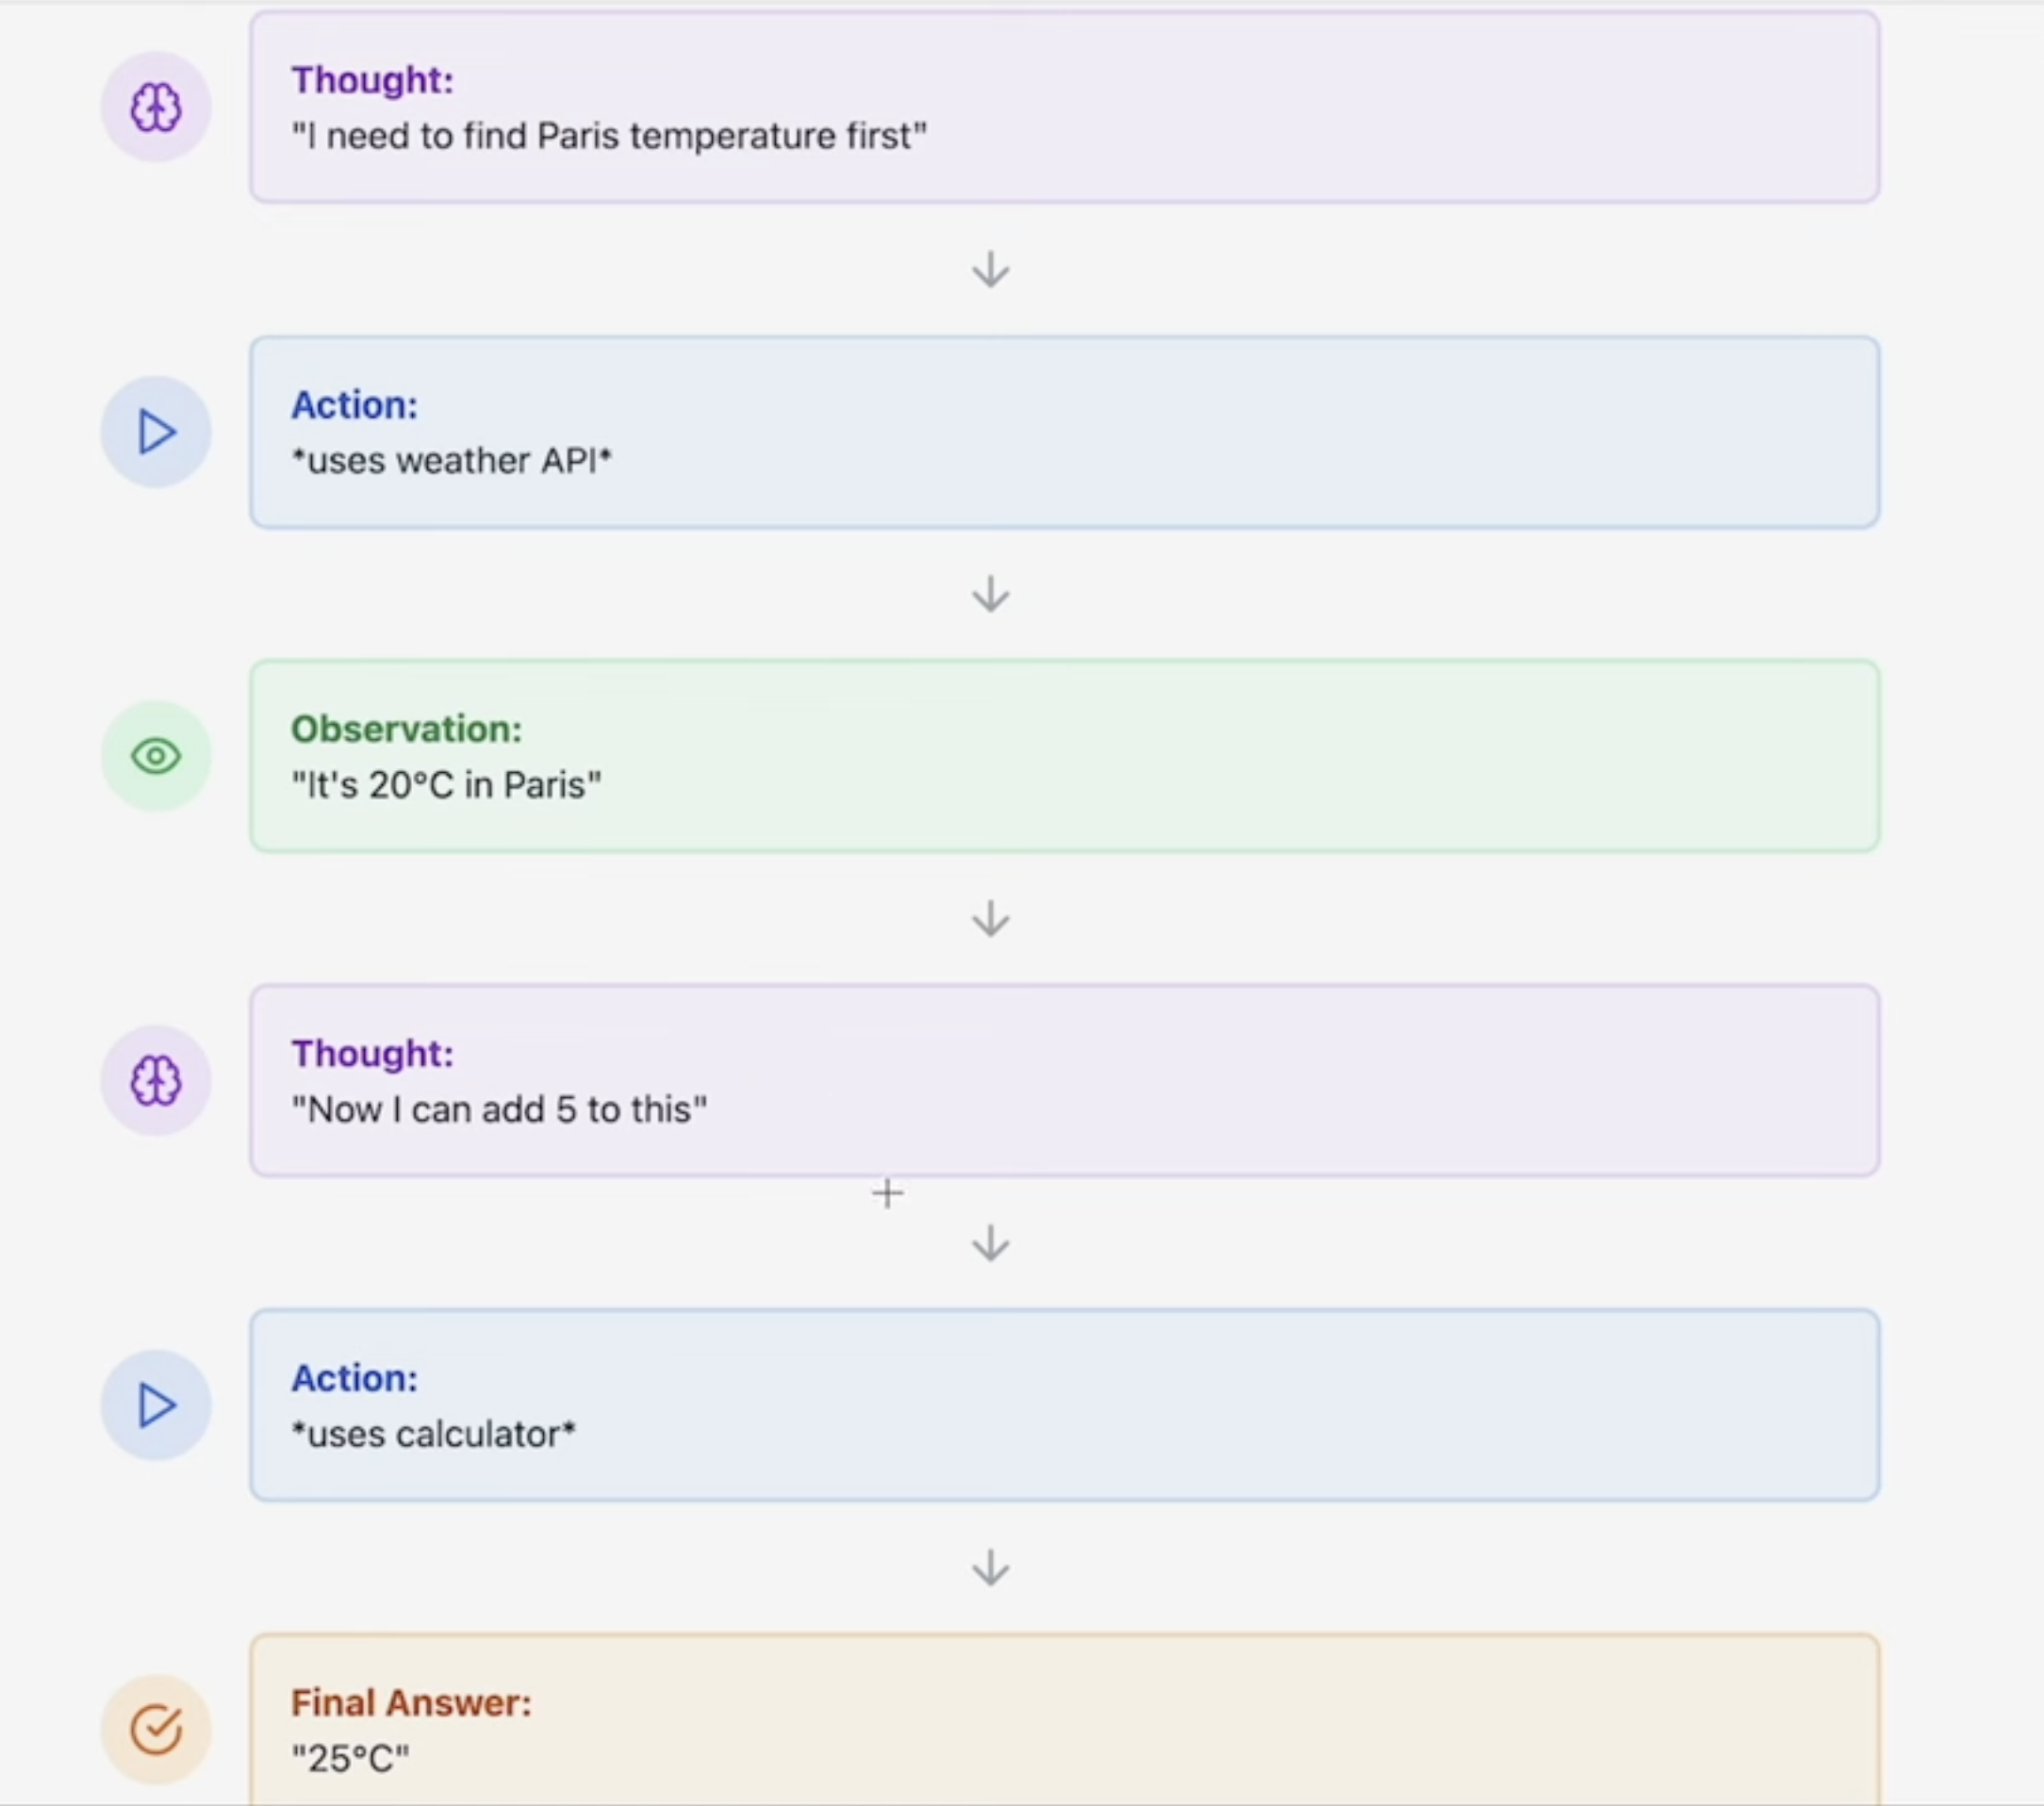 Thought:
"I need to find Paris temperature first"
Action:
*uses weather API*
Observation:
"It's 20°C in Paris"
Thought:
"Now I can add 5 to this"
Action:
*uses calculator*
Final Answer:
"25°C"